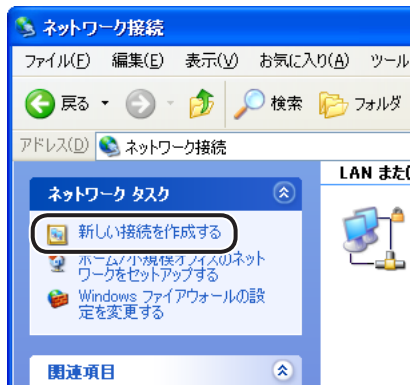 ネットワーク接続
ファイル(F) 編集(E) 表示(V) お気に入り(A) ツール
戻る 検索 フォルダ
アドレス(D) ネットワーク接続
LAN または
ネットワーク タスク
新しい接続を作成する
ホーム/小規模オフィスのネット
ワークをセットアップする
Windows ファイアウォールの設
定を変更する
関連項目